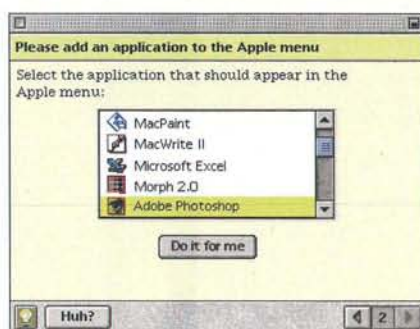 Please add an application to the Apple menu
Select the application that should appear in the
Apple menu:
MacPaint
MacWrite II
Microsoft Excel
Morph 2.0
Adobe Photoshop
Do it for me
Huh?
2